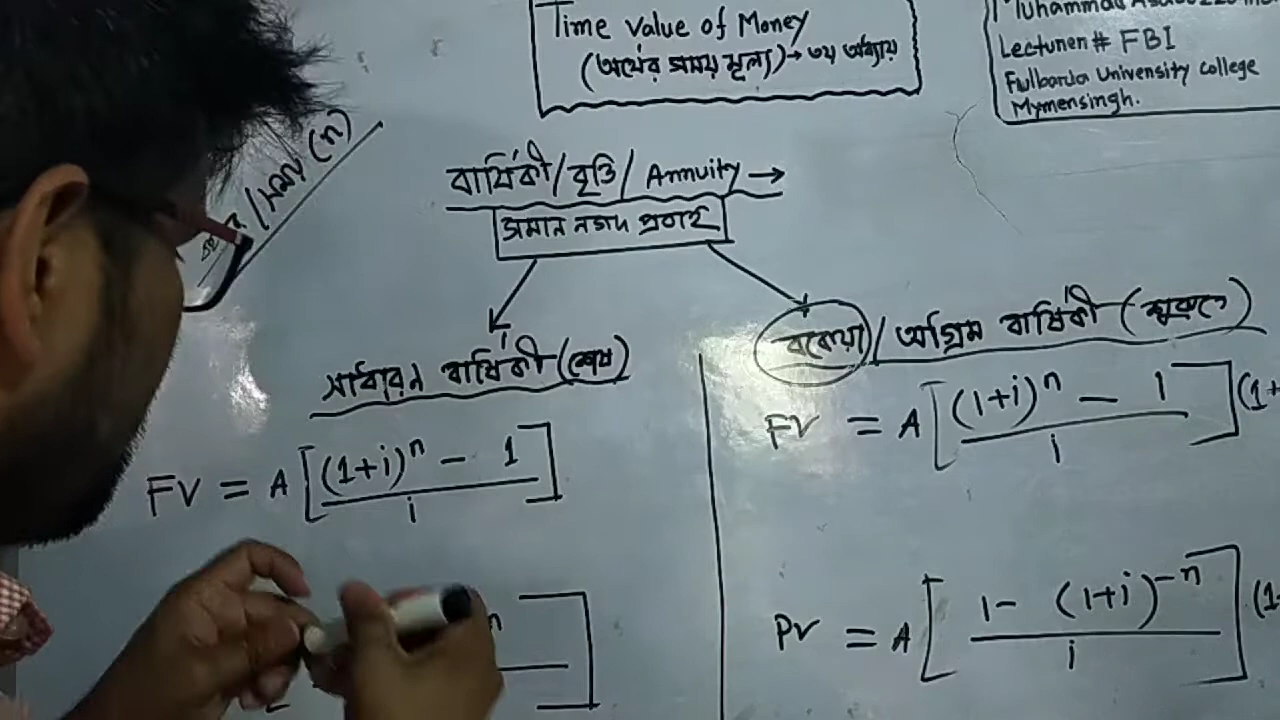 Time Value of Money
(অর্থের সময় মূল্য)→ ৩য় অধ্যায়
Lecturer # FBI
Fulbaria University College
Mymensingh.
/সময় (n)
বার্ষিকী/বৃত্তি/ Annuity →
সমান নগদ প্রবাহ
সাধারন বার্ষিকী (শেষে)
FV = A [(1+i)^n - 1 / i]
বকেয়া/ অগ্রিম বার্ষিকী (শুরুতে)
FV = A [(1+i)^n - 1 / i] (1+
PV = A [1- (1+i)^-n / i] (1+